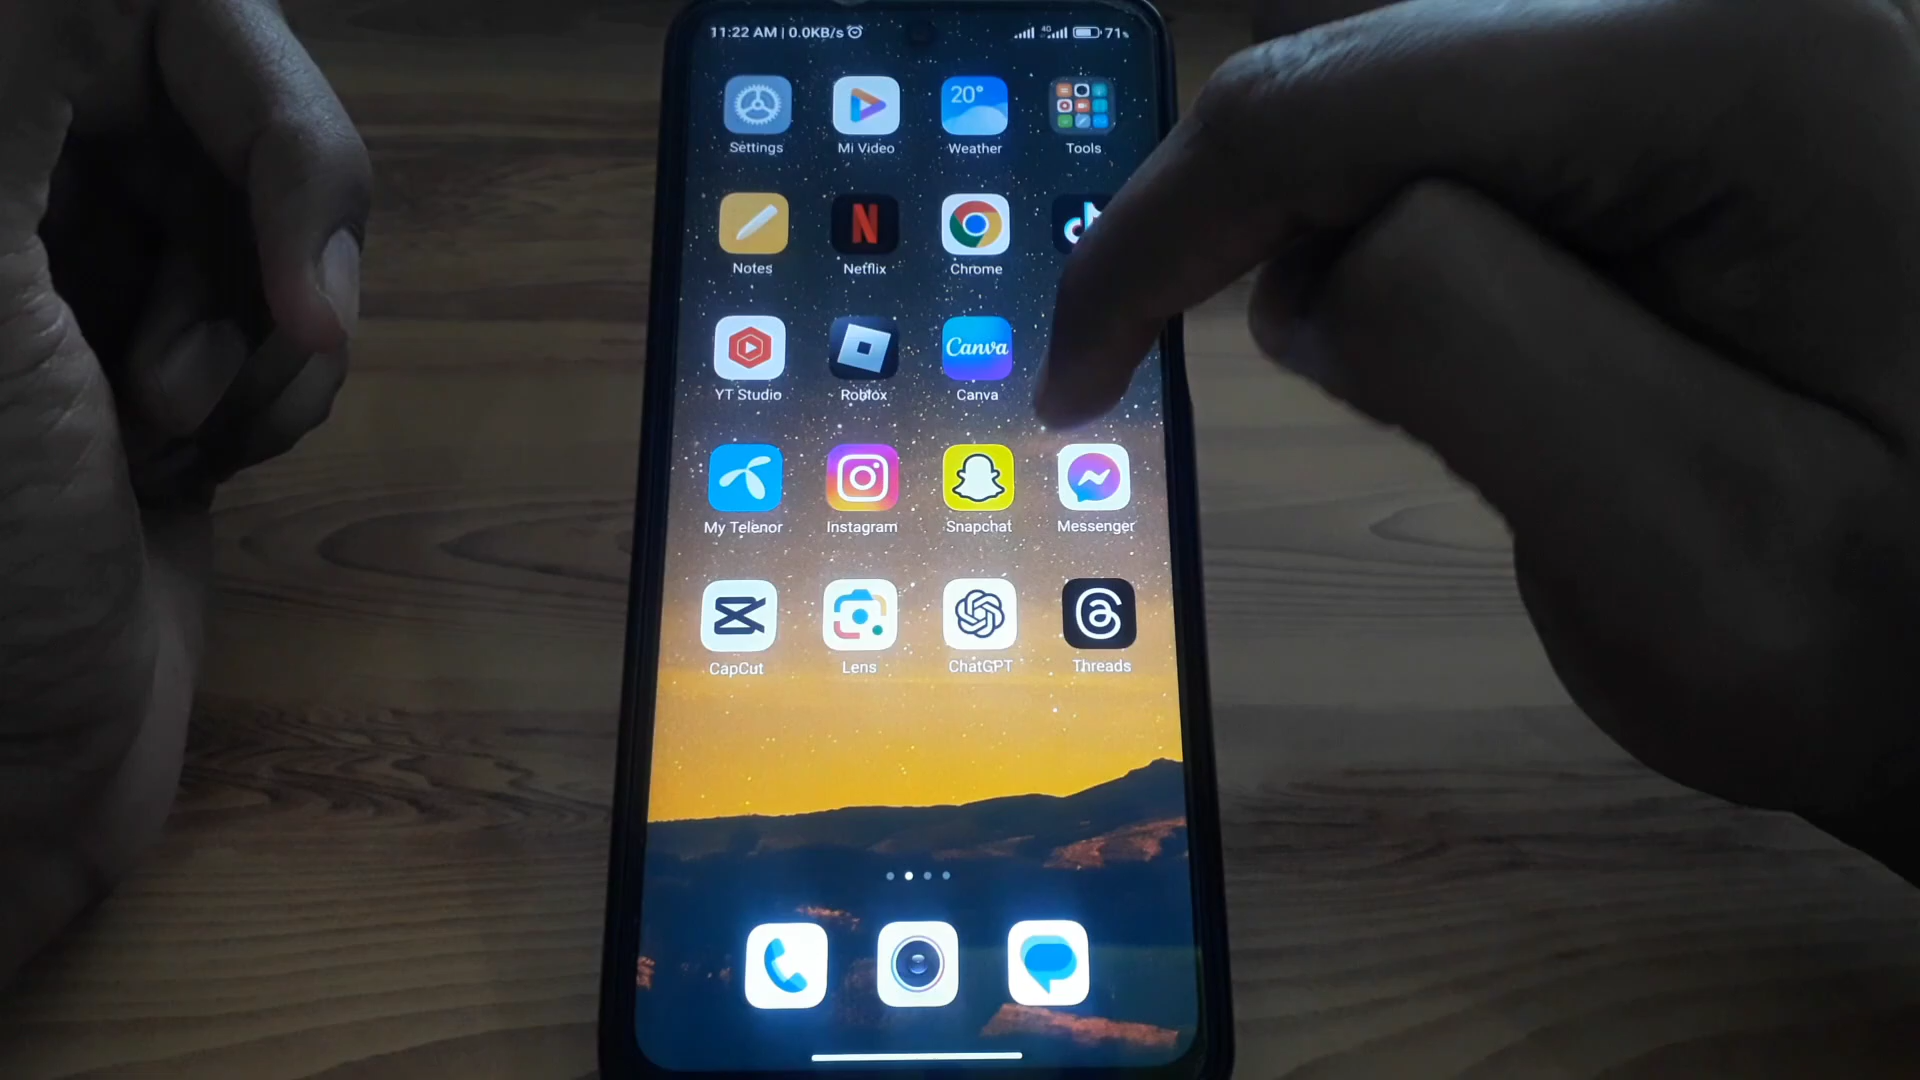 11:22 AM | 0.0KB/s 4G 71%
20°
Settings Mi Video Weather Tools
N
Notes Netflix Chrome
Canva
YT Studio Roblox Canva
My Telenor Instagram Snapchat Messenger
CapCut Lens ChatGPT Threads